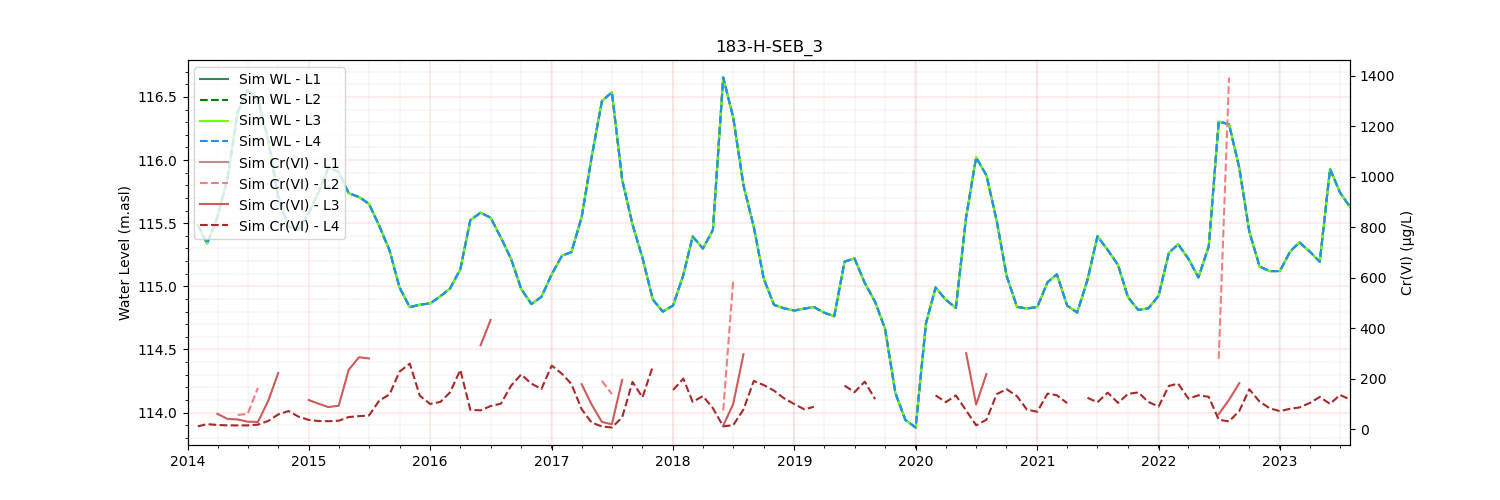 183-H-SEB_3
Sim WL - L1
Sim WL - L2
Sim WL - L3
Sim WL - L4
Sim Cr(VI) - L1
Sim Cr(VI) - L2
Sim Cr(VI) - L3
Sim Cr(VI) - L4
Water Level (m.asl)
116.5
116.0
115.5
115.0
114.5
114.0
1400
1200
1000
800
600
400
200
0
Cr(VI) (µg/L)
2014 2015 2016 2017 2018 2019 2020 2021 2022 2023